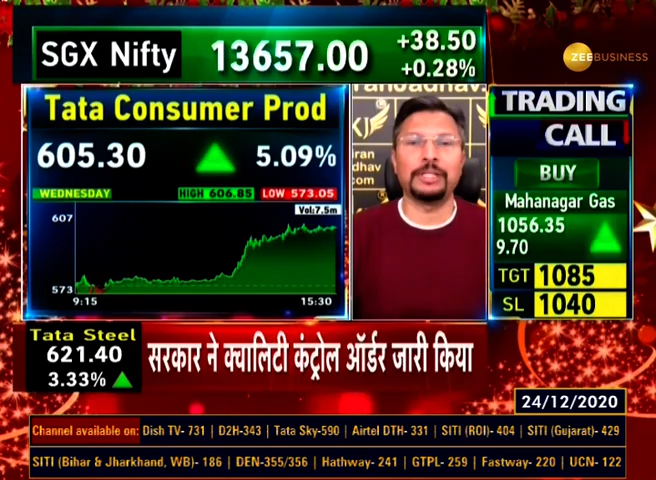 SGX Nifty 13657.00 +38.50
+0.28%
ZEEBUSINESS
Tata Consumer Prod
605.30 5.09%
WEDNESDAY HIGH 606.85 LOW 573.05
Vol:7.5m
607
573
9:15 15:30
KJ
TRADING
CALL
BUY
Mahanagar Gas
1056.35
9.70
TGT 1085
SL 1040
Tata Steel
621.40
3.33%
सरकार ने क्वालिटी कंट्रोल ऑर्डर जारी किया
24/12/2020
Channel available on: Dish TV- 731 | D2H-343 | Tata Sky-590 | Airtel DTH- 331 | SITI (ROI)- 404 | SITI (Gujarat)- 429
SITI (Bihar & Jharkhand, WB)- 186 | DEN-355/356 | Hathway- 241 | GTPL- 259 | Fastway- 220 | UCN- 122